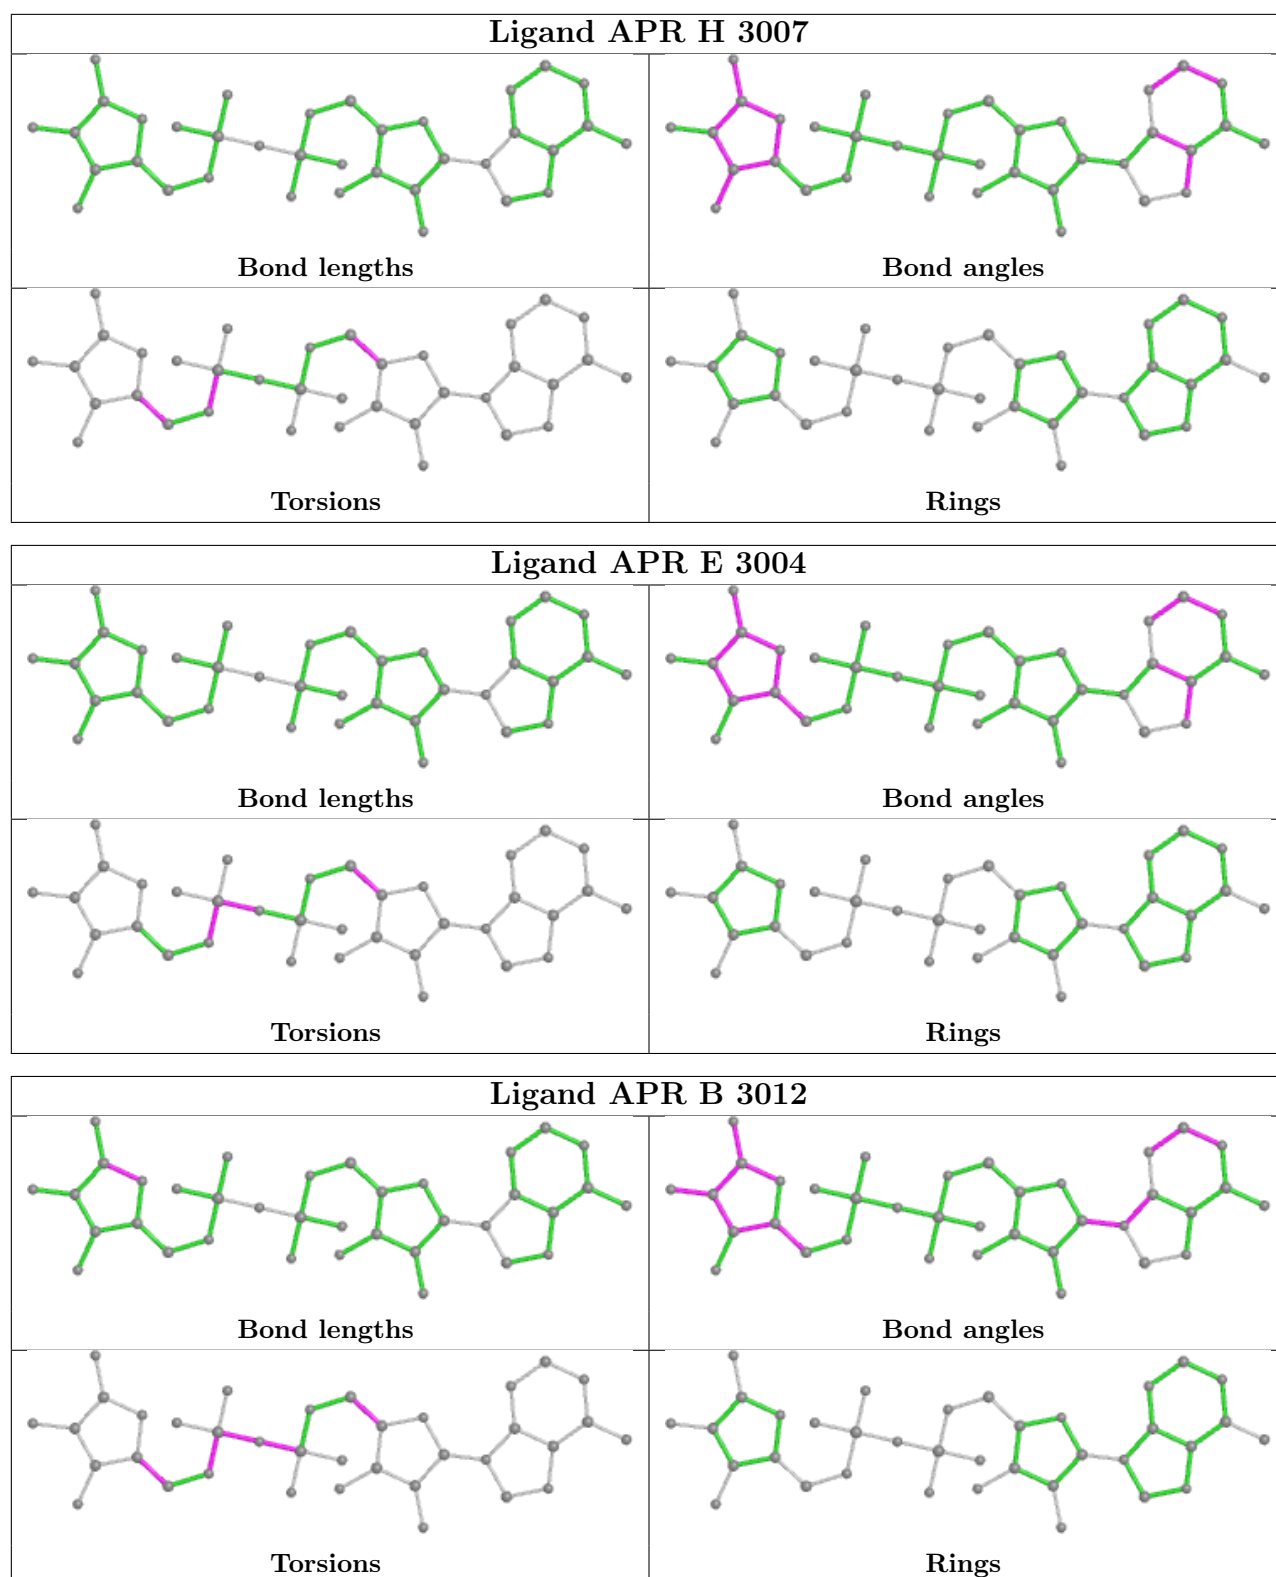 Ligand APR H 3007
Bond lengths
Bond angles
Torsions
Rings
Ligand APR E 3004
Bond lengths
Bond angles
Torsions
Rings
Ligand APR B 3012
Bond lengths
Bond angles
Torsions
Rings